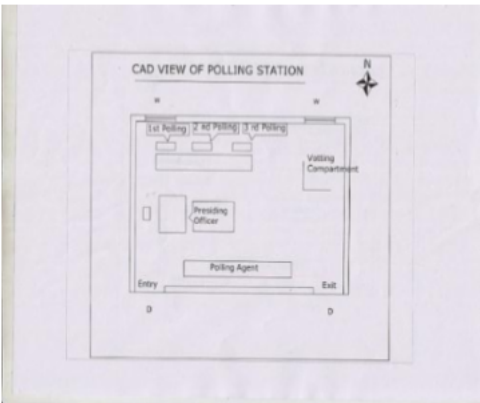 CAD VIEW OF POLLING STATION
N
W
W
1st Polling
2 nd Polling
3 rd Polling
Voting
Compartment
Presiding
Officer
Polling Agent
Entry
Exit
D
D